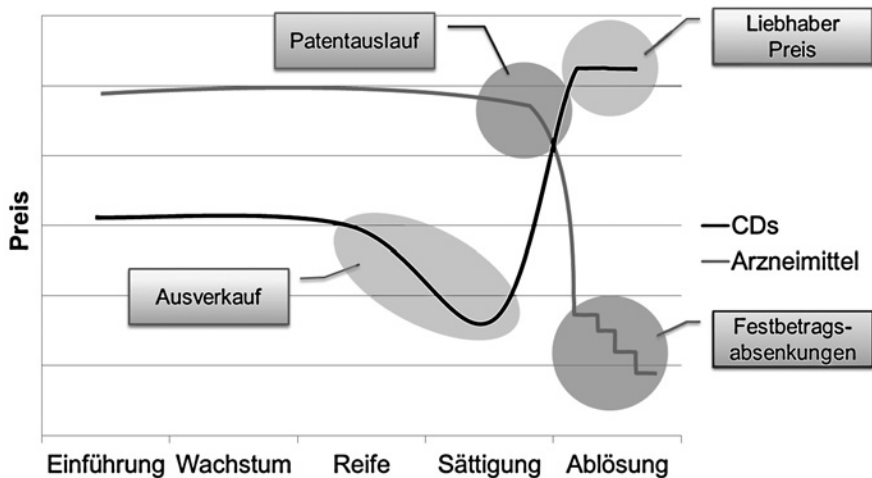 Patentauslauf
Liebhaber
Preis
Preis
CDs
Arzneimittel
Ausverkauf
Festbetrags-
absenkungen
Einführung Wachstum Reife Sättigung Ablösung